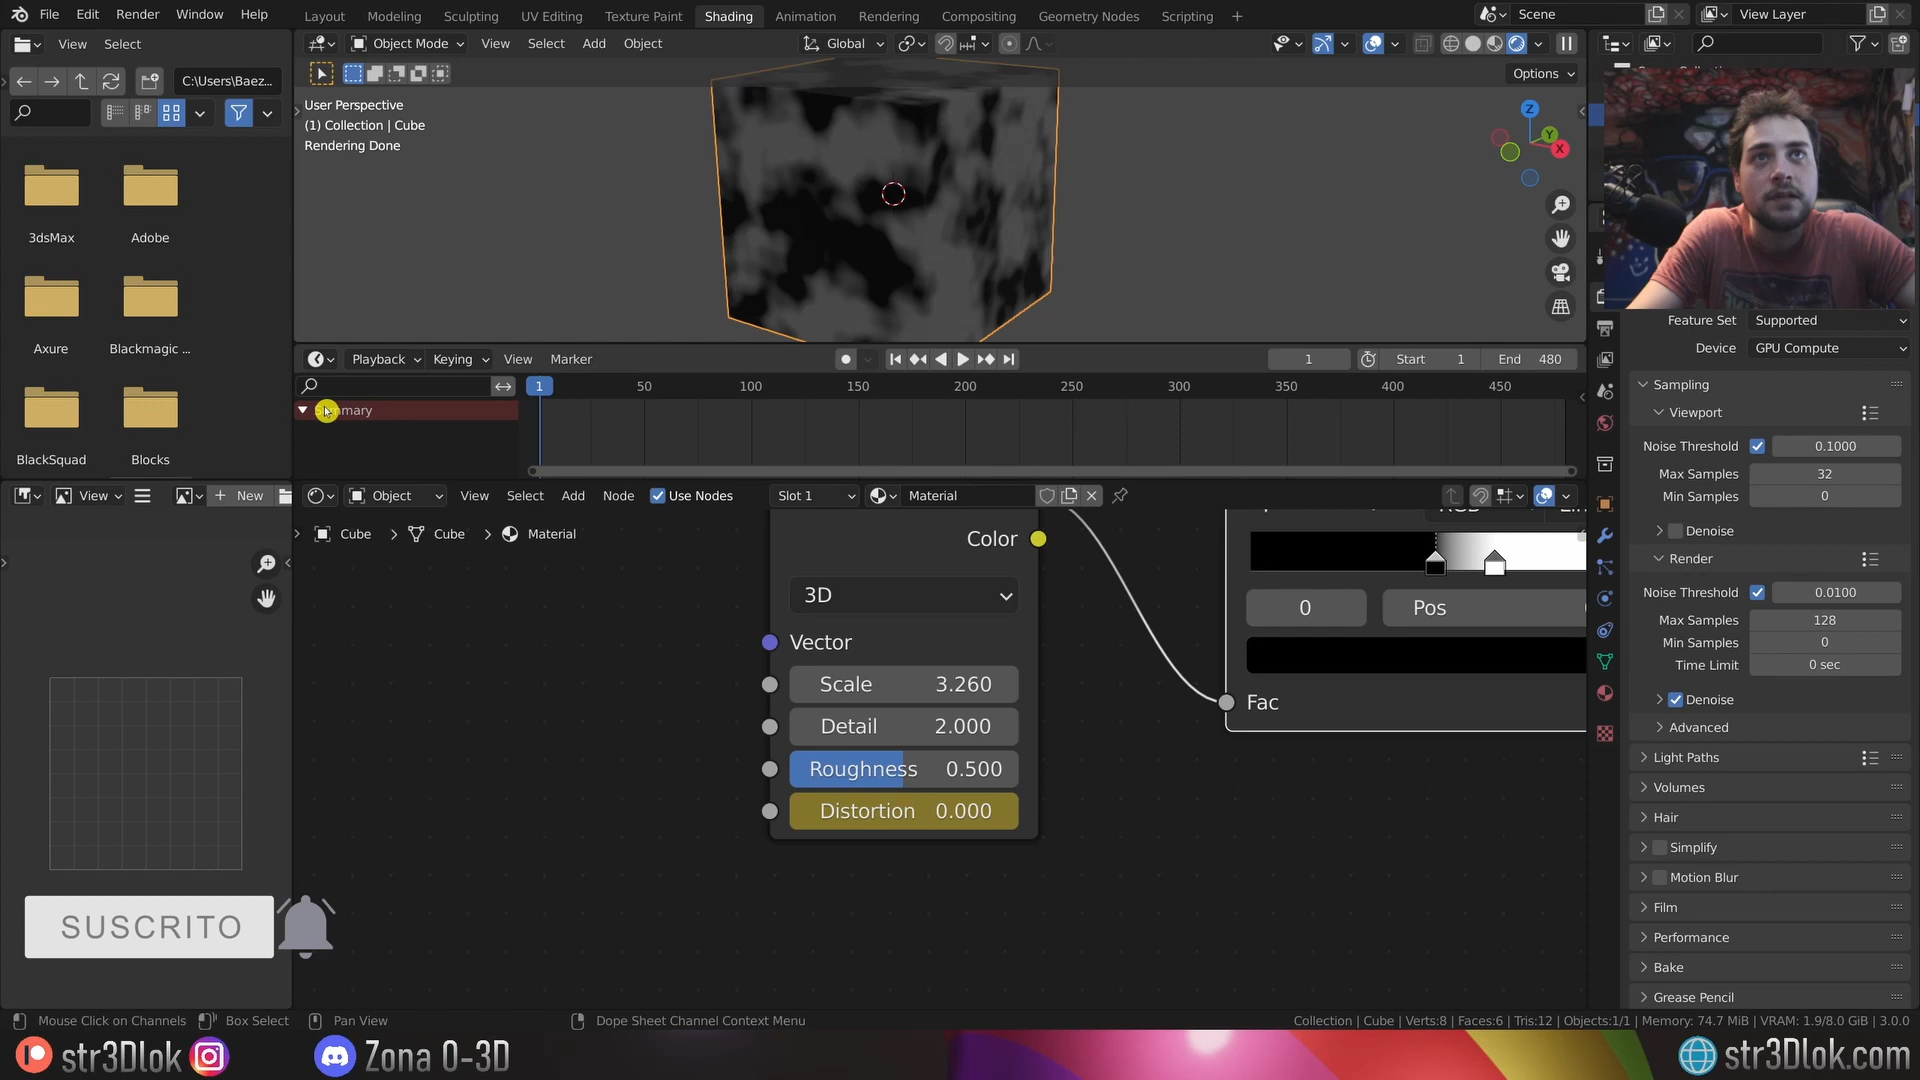 File Edit Render Window Help
Layout Modeling Sculpting UV Editing Texture Paint Shading Animation Rendering Compositing Geometry Nodes Scripting +
Scene
View Layer
View Select
C:\Users\Baez...
3dsMax
Adobe
Axure
Blackmagic ...
BlackSquad
Blocks
Object Mode View Select Add Object
Global
Options
User Perspective
(1) Collection | Cube
Rendering Done
Z
Y
X
Playback Keying View Marker
1
Start 1
End 480
1 50 100 150 200 250 300 350 400 450
View
New
Object View Select Add Node Use Nodes
Slot 1
Material
Cube > Cube > Material
Color
3D
Vector
Scale 3.260
Detail 2.000
Roughness 0.500
Distortion 0.000
0
Pos
Fac
Feature Set Supported
Device GPU Compute
Sampling
Viewport
Noise Threshold 0.1000
Max Samples 32
Min Samples 0
Denoise
Render
Noise Threshold 0.0100
Max Samples 128
Min Samples 0
Time Limit 0 sec
Denoise
Advanced
Light Paths
Volumes
Hair
Simplify
Motion Blur
Film
Performance
Bake
Grease Pencil
SUSCRITO
Mouse Click on Channels
Box Select
Pan View
Dope Sheet Channel Context Menu
Collection | Cube | Verts:8 | Faces:6 | Tris:12 | Objects:1/1 | Memory: 74.7 MiB | VRAM: 1.9/8.0 GiB | 3.0.0
str3Dlok
Zona 0-3D
str3Dlok.com